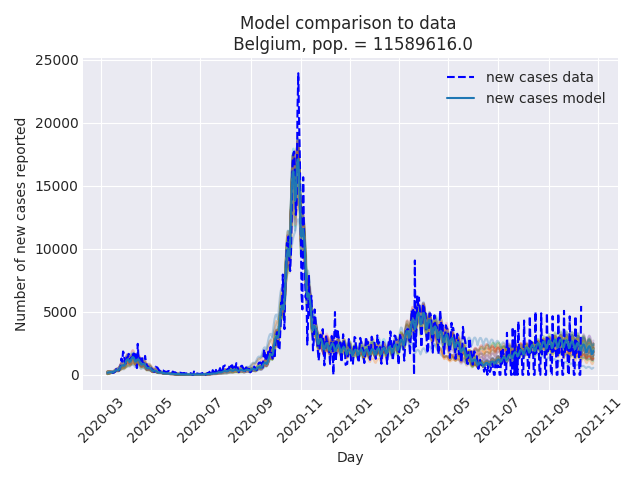 Model comparison to data
Belgium, pop. = 11589616.0
new cases data
new cases model
Number of new cases reported
25000
20000
15000
10000
5000
0
2020-03
2020-05
2020-07
2020-09
2020-11
2021-01
2021-03
2021-05
2021-07
2021-09
2021-11
Day